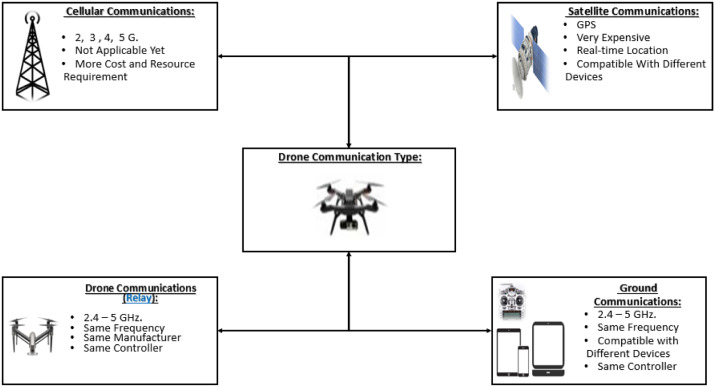 Cellular Communications:
• 2, 3 , 4, 5 G.
• Not Applicable Yet
• More Cost and Resource
Requirement
Satellite Communications:
• GPS
• Very Expensive
• Real-time Location
• Compatible With Different
Devices
Drone Communication Type:
Drone Communications
(Relay):
• 2.4 – 5 GHz.
• Same Frequency
• Same Manufacturer
• Same Controller
Ground
Communications:
• 2.4 – 5 GHz.
• Same Frequency
• Compatible with
Different Devices
• Same Controller